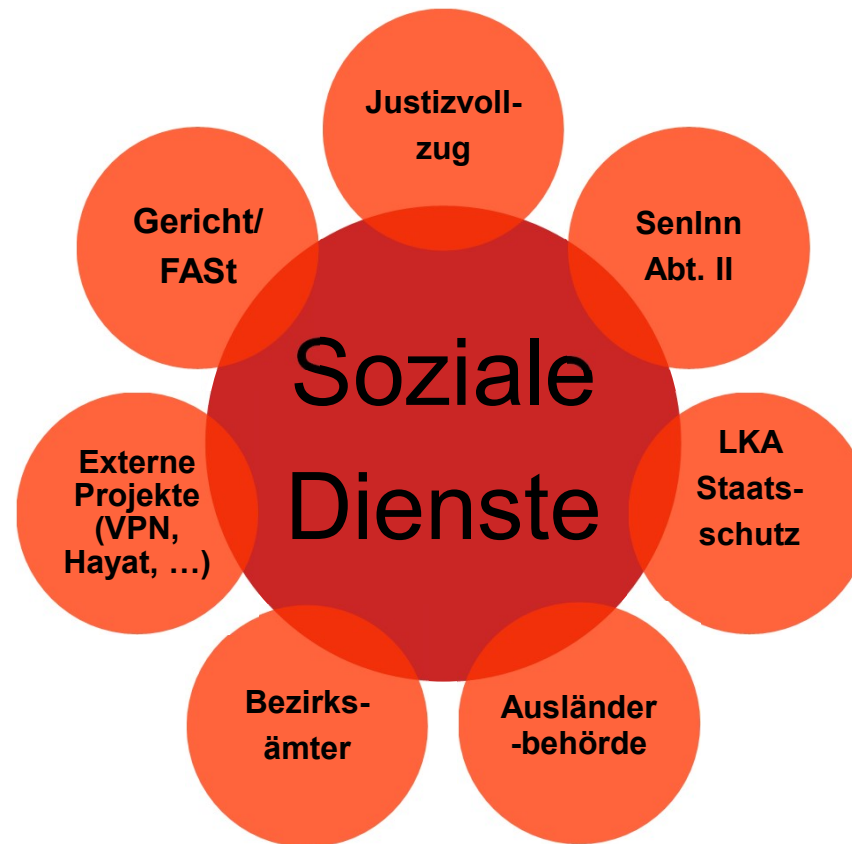 Justizvoll-
zug
SenInn
Abt. II
LKA
Staats-
schutz
Ausländer
-behörde
Bezirks-
ämter
Externe
Projekte
(VPN,
Hayat, …)
Gericht/
FASt
Soziale
Dienste